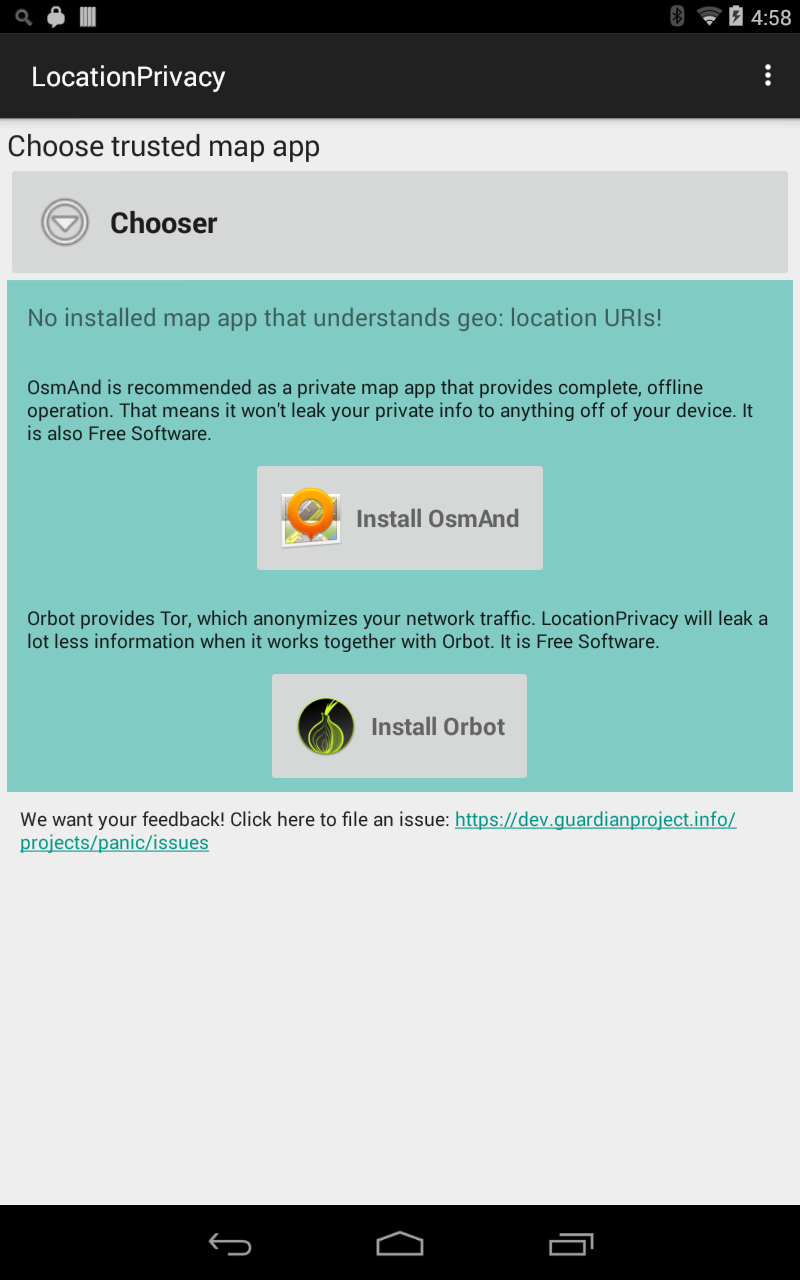 4:58
LocationPrivacy
Choose trusted map app
Chooser
No installed map app that understands geo: location URIs!
OsmAnd is recommended as a private map app that provides complete, offline
operation. That means it won't leak your private info to anything off of your device. It
is also Free Software.
Install OsmAnd
Orbot provides Tor, which anonymizes your network traffic. LocationPrivacy will leak a
lot less information when it works together with Orbot. It is Free Software.
Install Orbot
We want your feedback! Click here to file an issue: https://dev.guardianproject.info/
projects/panic/issues